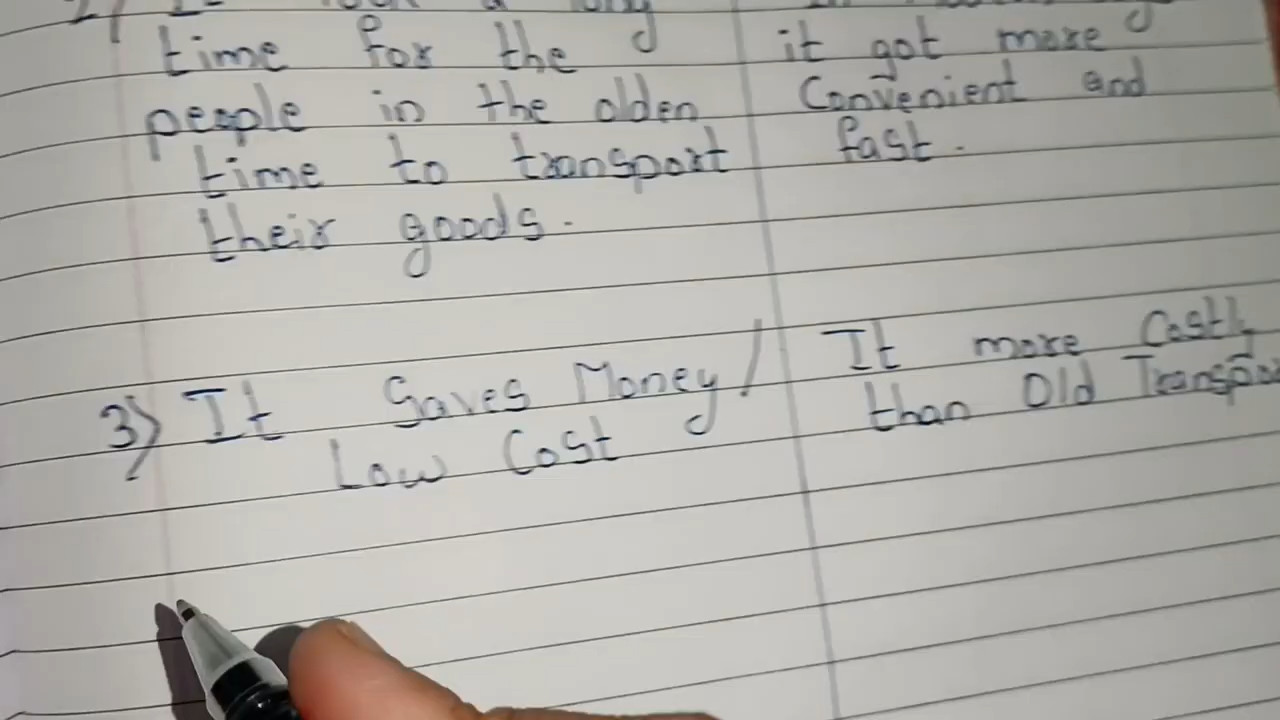 time for the
people in the olden
time to transport
their goods.
it got more
Convenient and
fast.
3) It Saves Money/
Low Cost
It more Costly
than Old Transpo